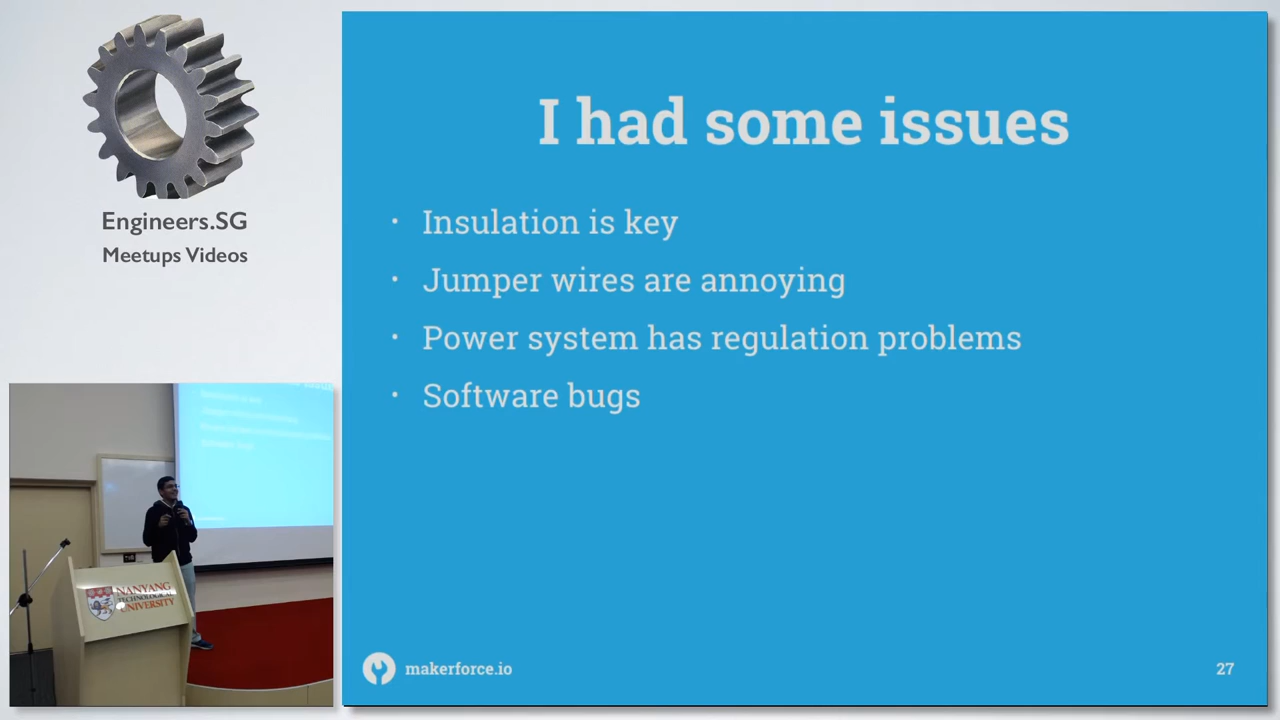 Engineers.SG
Meetups Videos
I had some issues
· Insulation is key
· Jumper wires are annoying
· Power system has regulation problems
· Software bugs
makerforce.io
27
NANYANG
TECHNOLOGICAL
UNIVERSITY